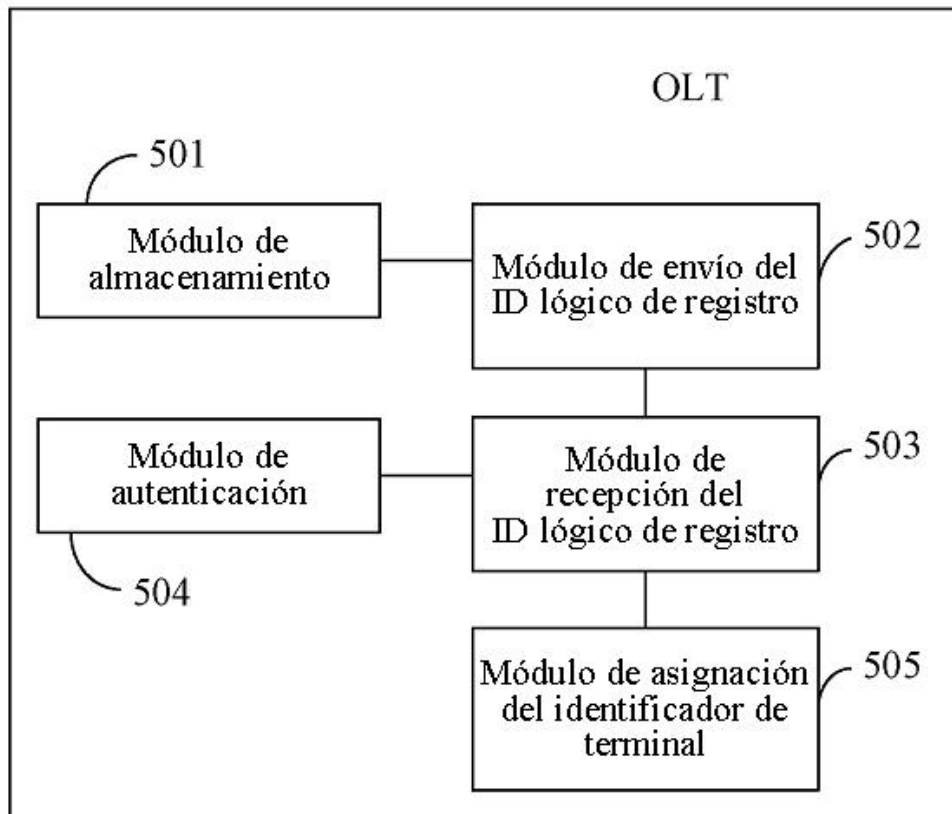 OLT
501
Módulo de
almacenamiento
502
Módulo de envío del
ID lógico de registro
503
Módulo de
recepción del
ID lógico de registro
Módulo de
autenticación
504
505
Módulo de asignación
del identificador de
terminal